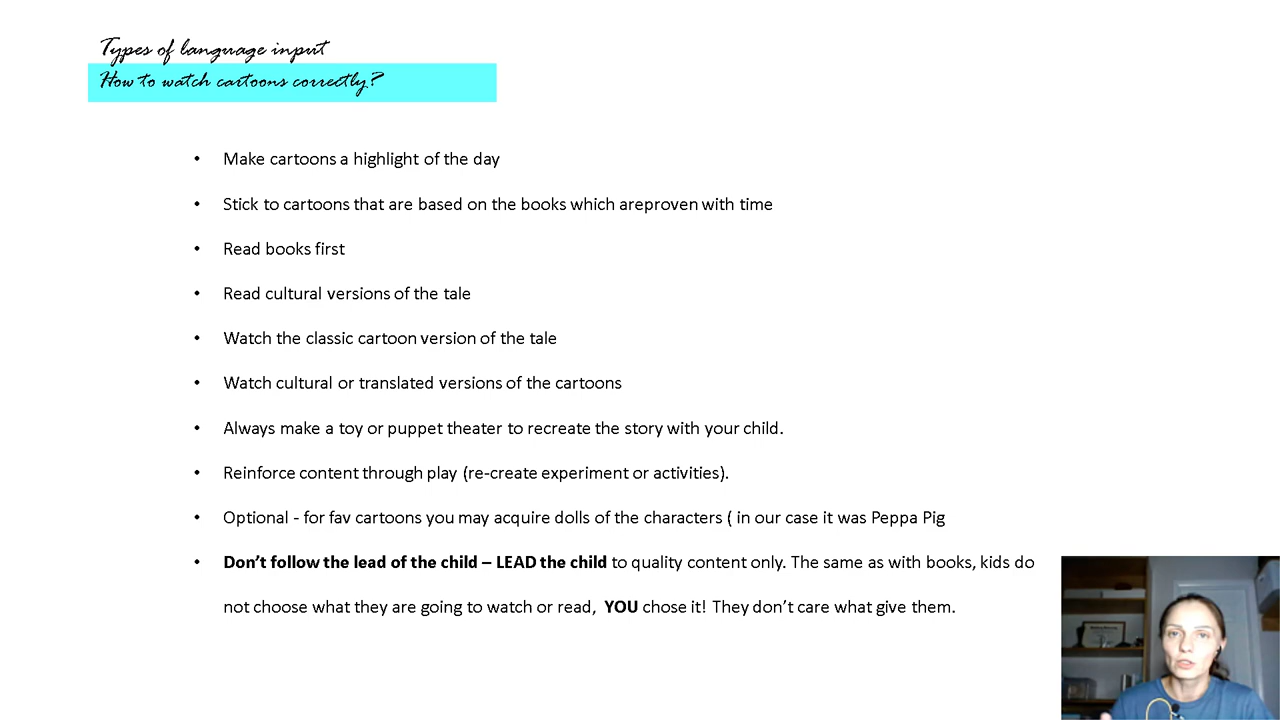 Types of language input
How to watch cartoons correctly?
• Make cartoons a highlight of the day
• Stick to cartoons that are based on the books which areproven with time
• Read books first
• Read cultural versions of the tale
• Watch the classic cartoon version of the tale
• Watch cultural or translated versions of the cartoons
• Always make a toy or puppet theater to recreate the story with your child.
• Reinforce content through play (re-create experiment or activities).
• Optional - for fav cartoons you may acquire dolls of the characters ( in our case it was Peppa Pig
• Don’t follow the lead of the child – LEAD the child to quality content only. The same as with books, kids do
not choose what they are going to watch or read, YOU chose it! They don’t care what give them.